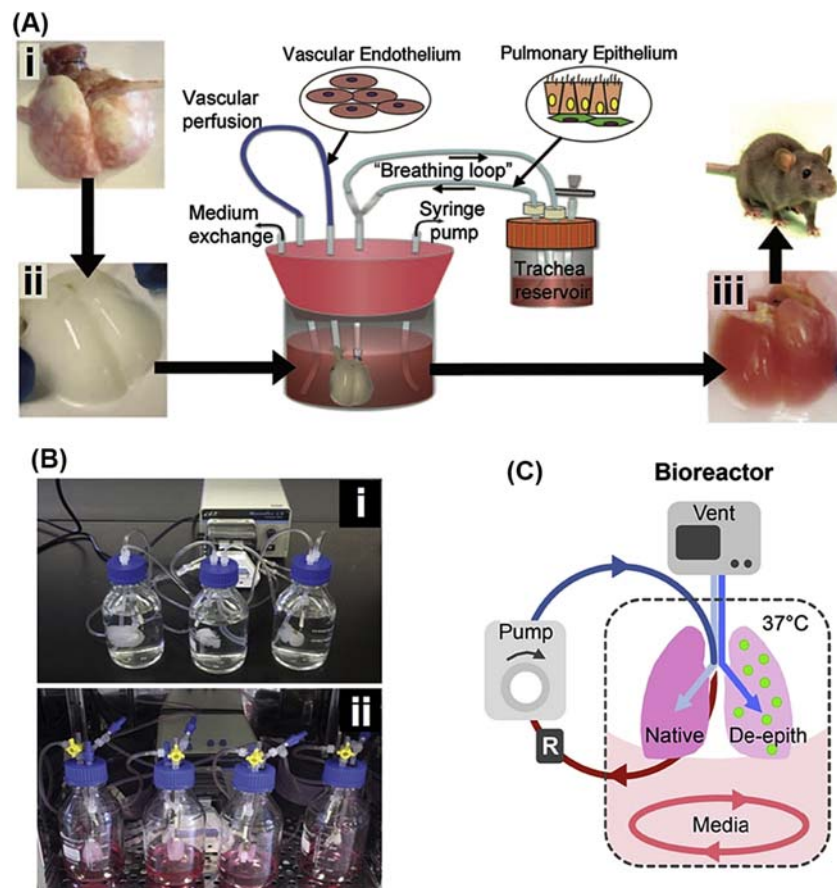 (A)
i
Vascular Endothelium
Pulmonary Epithelium
Vascular
perfusion
"Breathing loop"
Medium
exchange
Syringe
pump
Trachea
reservoir
ii
iii
(B)
i
ii
(C)
Bioreactor
Vent
37°C
Pump
Native
De-epith
R
Media